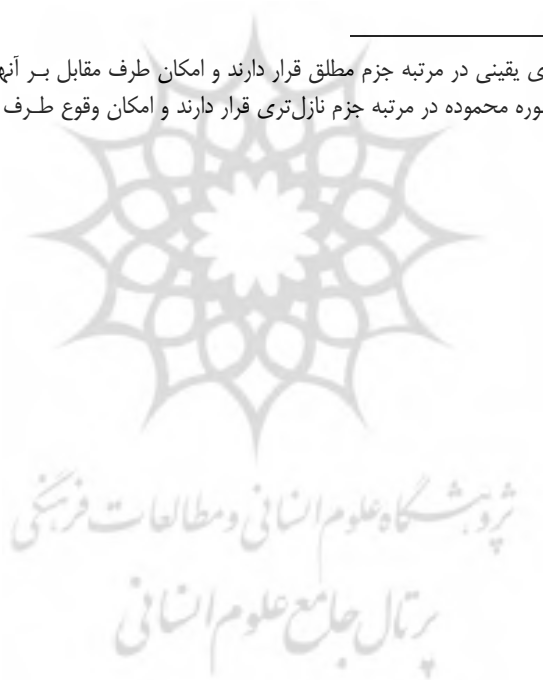 ی یقینی در مرتبه جزم مطلق قرار دارند و امکان طرف مقابل بـر آنها
وره محموده در مرتبه جزم نازل‌تری قرار دارند و امکان وقوع طـرف
پژوهشگاه علوم انسانی و مطالعات فرهنگی
پرتال جامع علوم انسانی